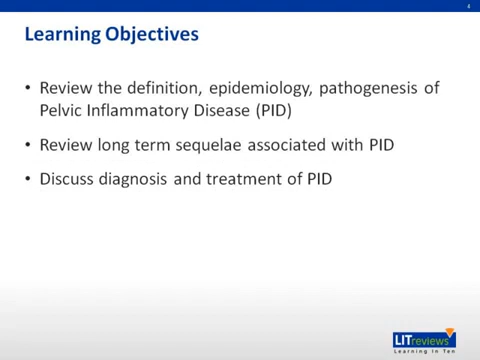 4
Learning Objectives
• Review the definition, epidemiology, pathogenesis of
Pelvic Inflammatory Disease (PID)
• Review long term sequelae associated with PID
• Discuss diagnosis and treatment of PID
LITreviews
Learning in Ten